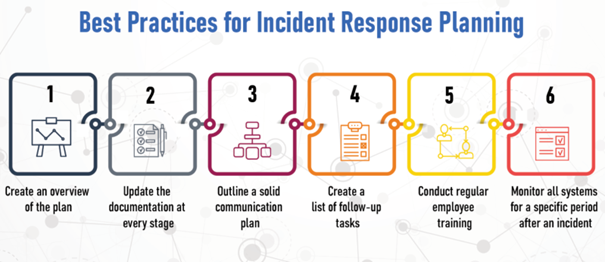 Best Practices for Incident Response Planning
1
Create an overview
of the plan
2
Update the
documentation at
every stage
3
Outline a solid
communication
plan
4
Create a
list of follow-up
tasks
5
Conduct regular
employee
training
6
Monitor all systems
for a specific period
after an incident